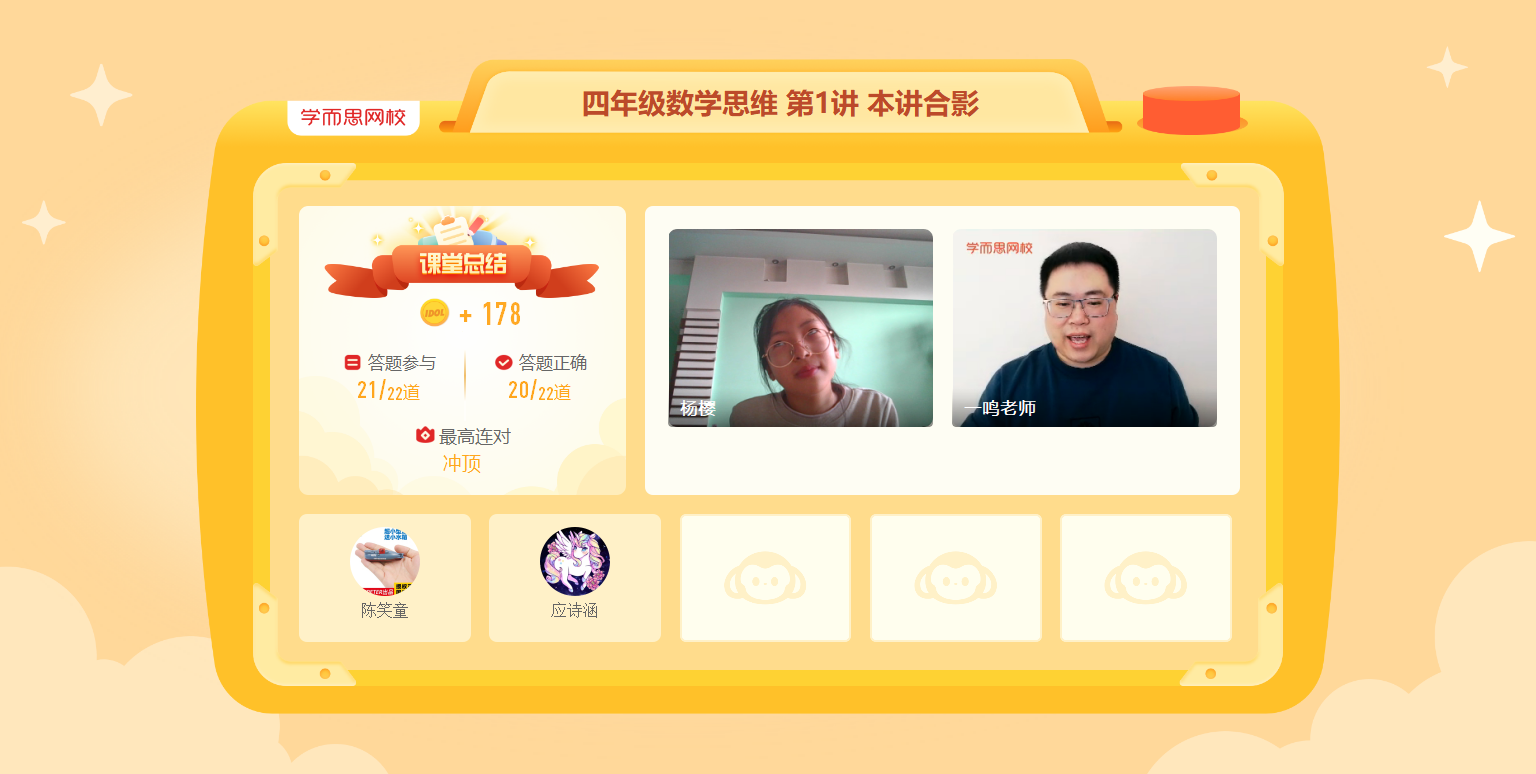 四年级数学思维 第1讲 本讲合影
学而思网校
课堂总结
IDOL + 178
答题参与 答题正确
21/22道 20/22道
最高连对
冲顶
学而思网校
杨樱 一鸣老师
陈笑童 应诗涵